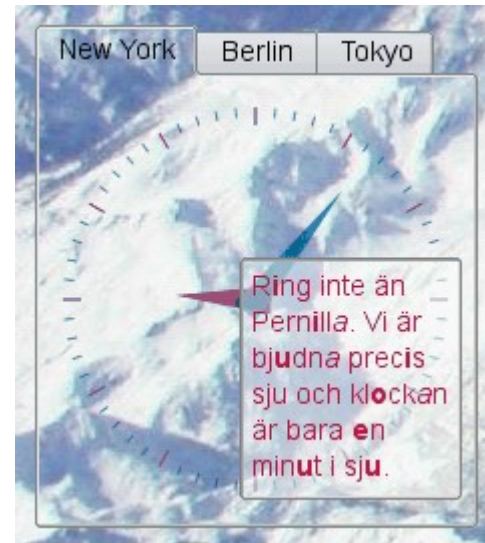 New York Berlin Tokyo
Ring inte än
Pernilla. Vi är
bjudna precis
sju och klockan
är bara en
minut i sju.